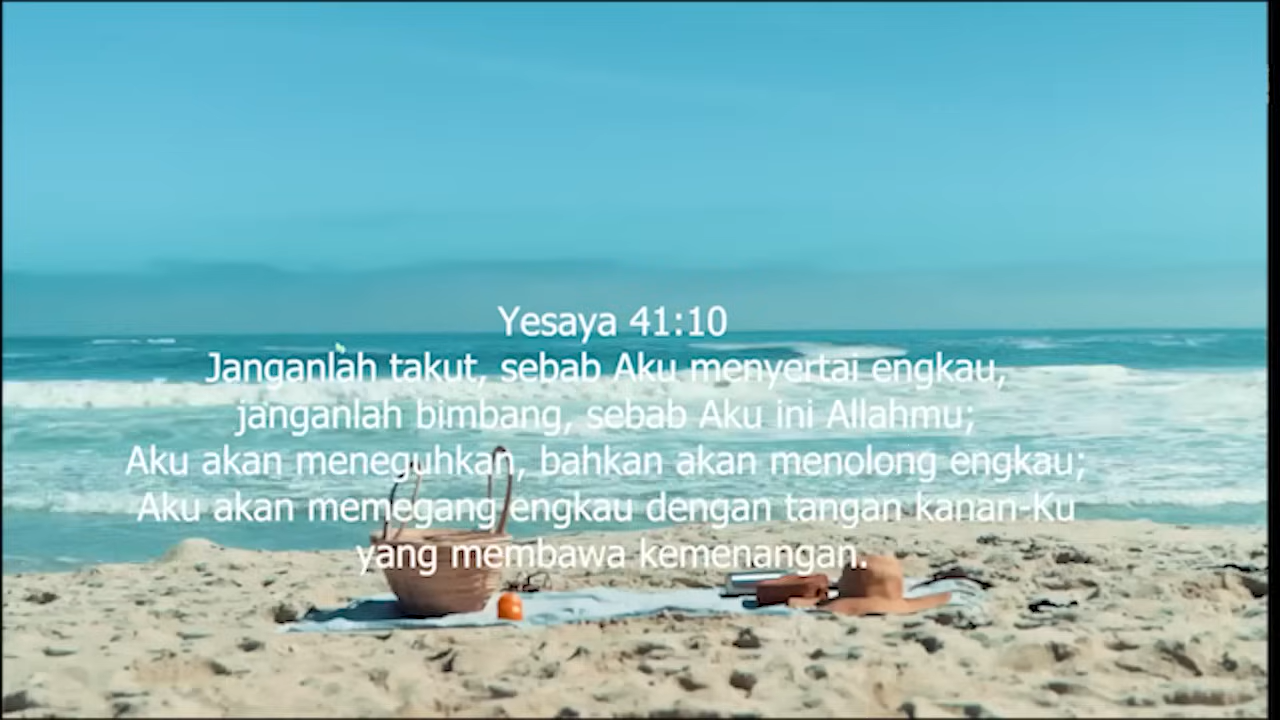 Yesaya 41:10
Janganlah takut, sebab Aku menyertai engkau,
janganlah bimbang, sebab Aku ini Allahmu;
Aku akan meneguhkan, bahkan akan menolong engkau;
Aku akan memegang engkau dengan tangan kanan-Ku
yang membawa kemenangan.